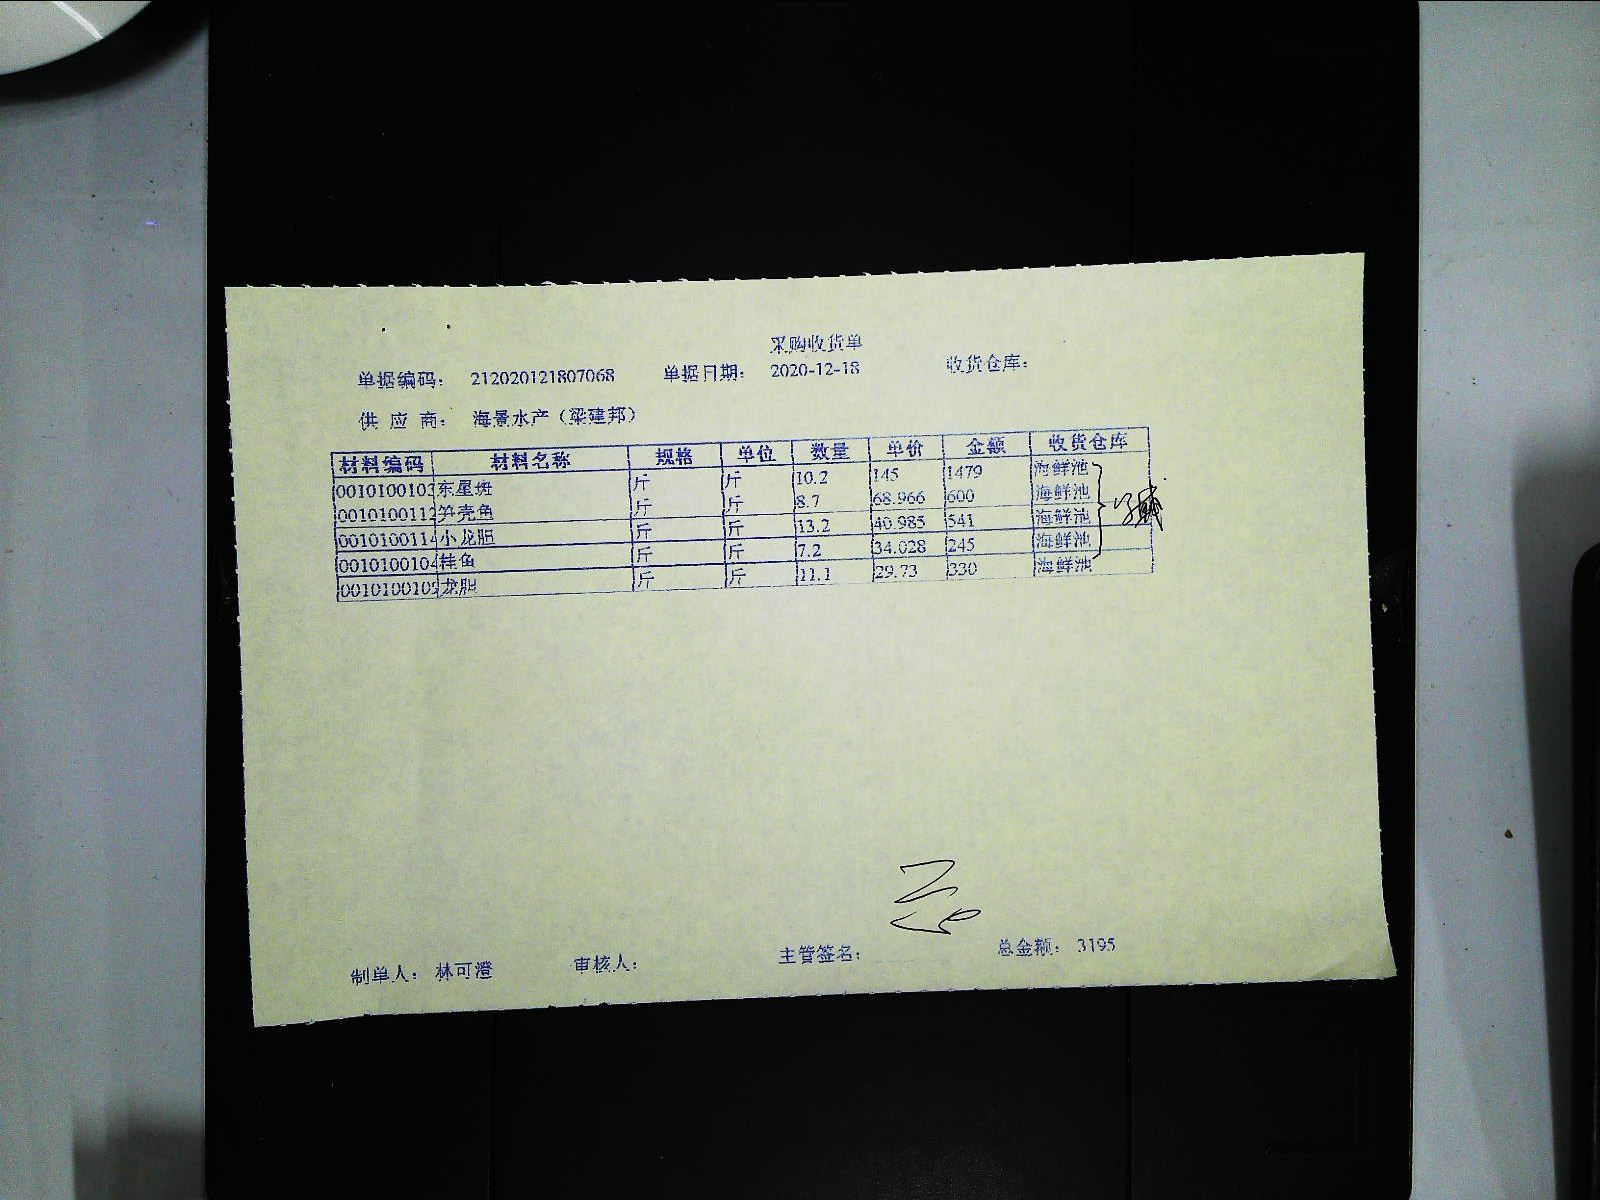 采购收货单
单据编码： 212020121807068 单据日期： 2020-12-18 收货仓库：
供 应 商： 海景水产（梁建邦）
材料编码 材料名称 规格 单位 数量 单价 金额 收货仓库
0010100103 东星斑 斤 斤 10.2 145 1479 海鲜池
0010100112 笋壳鱼 斤 斤 8.7 68.966 600 海鲜池
0010100114 小龙胆 斤 斤 13.2 40.985 541 海鲜池
0010100104 桂鱼 斤 斤 7.2 34.028 245 海鲜池
0010100109 龙胆 斤 斤 11.1 29.73 330 海鲜池
制单人： 林可澄 审核人： 主管签名： 总金额： 3195